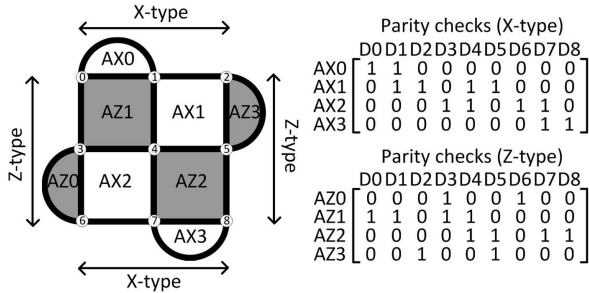 X-type
AX0
0 1 2
AZ1 AX1 AZ3
Z-type
Z-type
3 4 5
AZ0 AX2 AZ2
6 7 8
AX3
X-type
Parity checks (X-type)
D0 D1 D2 D3 D4 D5 D6 D7 D8
AX0 1 1 0 0 0 0 0 0 0
AX1 0 1 1 0 1 1 0 0 0
AX2 0 0 0 1 1 0 1 1 0
AX3 0 0 0 0 0 0 0 1 1
Parity checks (Z-type)
D0 D1 D2 D3 D4 D5 D6 D7 D8
AZ0 0 0 0 1 0 0 1 0 0
AZ1 1 1 0 1 1 0 0 0 0
AZ2 0 0 0 0 1 1 0 1 1
AZ3 0 0 1 0 0 1 0 0 0